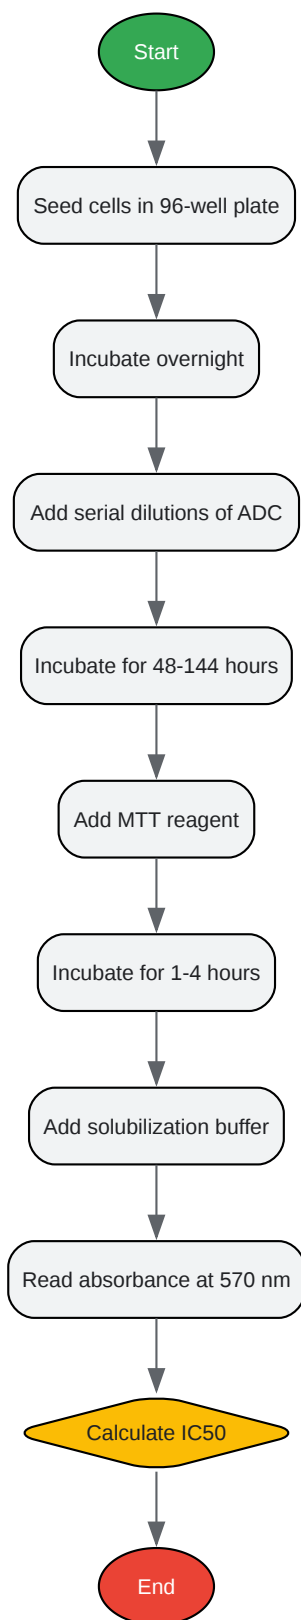 Start
Seed cells in 96-well plate
Incubate overnight
Add serial dilutions of ADC
Incubate for 48-144 hours
Add MTT reagent
Incubate for 1-4 hours
Add solubilization buffer
Read absorbance at 570 nm
Calculate IC50
End